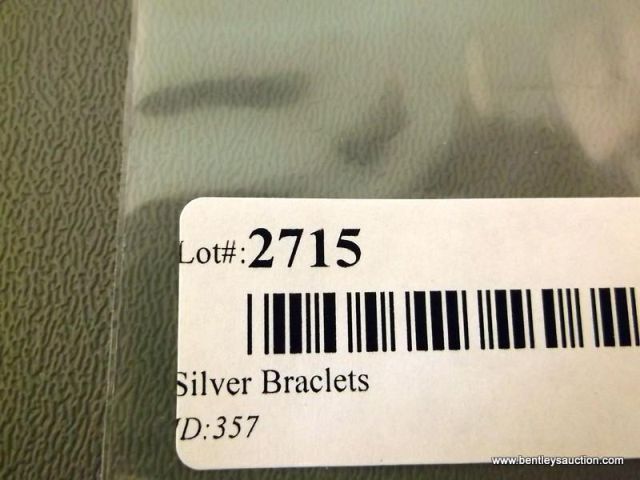 Lot#:2715
Silver Braclets
ID:357
www.bentleysauction.com